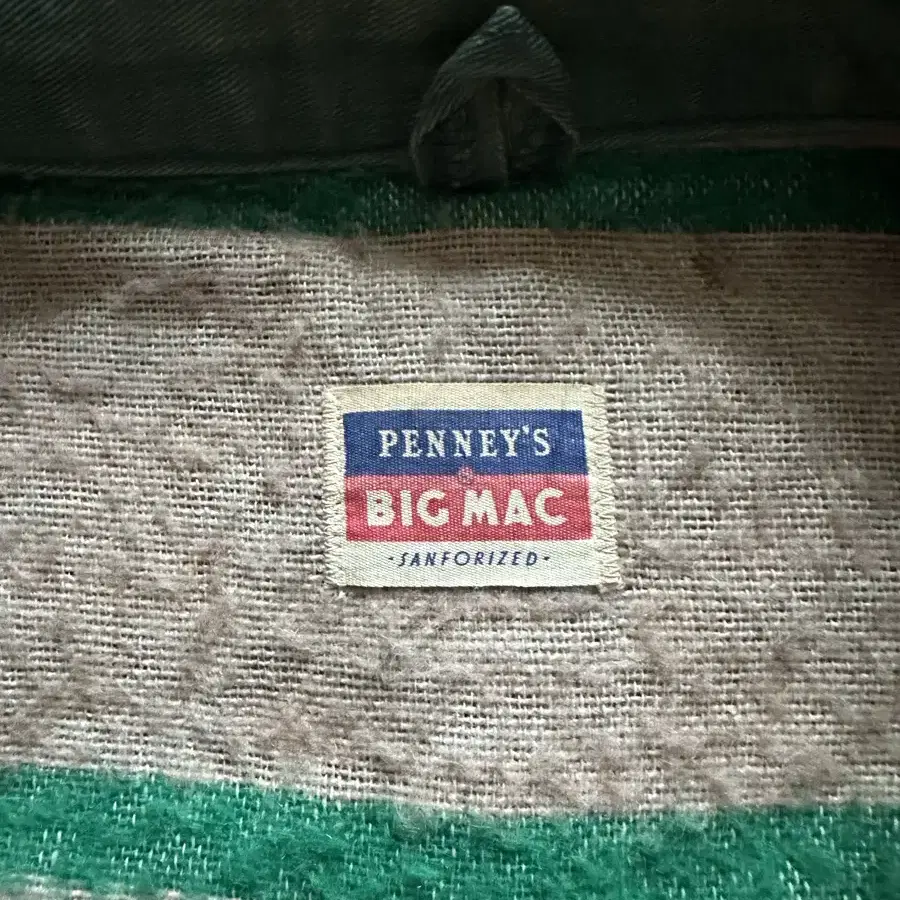 PENNEY'S
®
BIG MAC
·SANFORIZED·